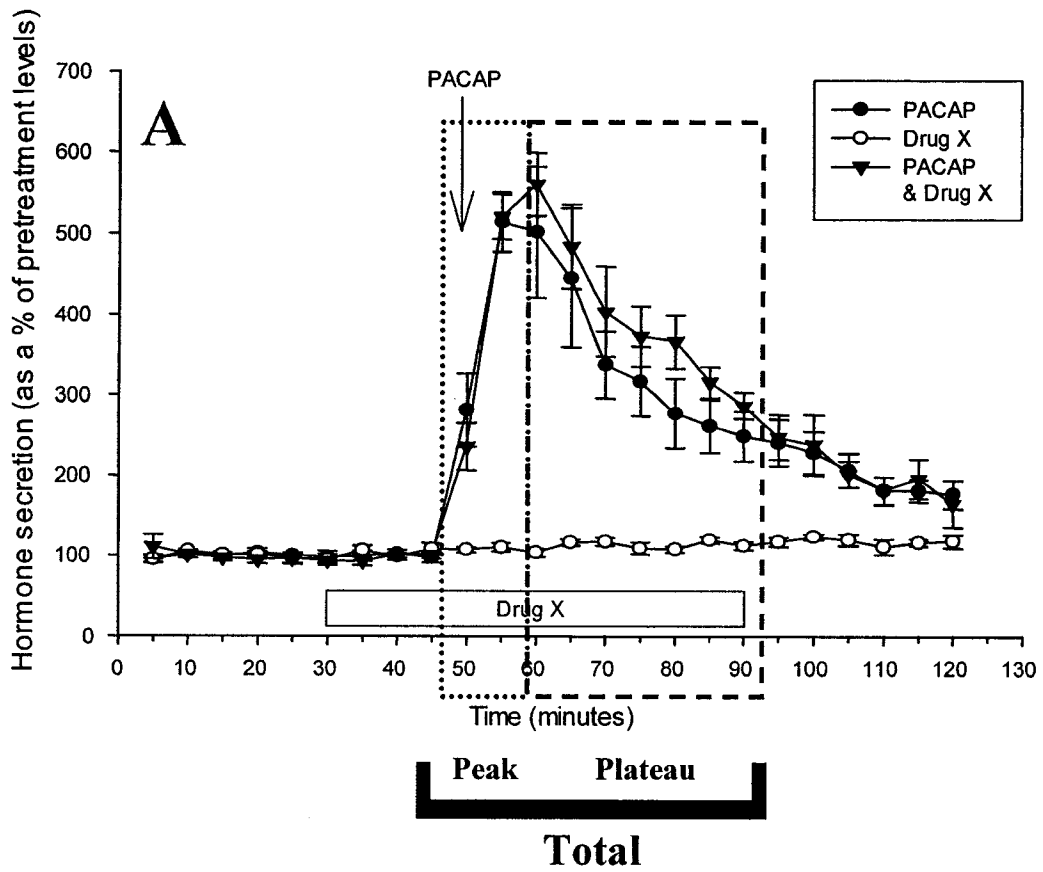 Hormone secretion (as a % of pretreatment levels)
700
600
500
400
300
200
100
0
A
PACAP
PACAP
Drug X
PACAP
& Drug X
Drug X
0 10 20 30 40 50 60 70 80 90 100 110 120 130
Time (minutes)
Peak Plateau
Total